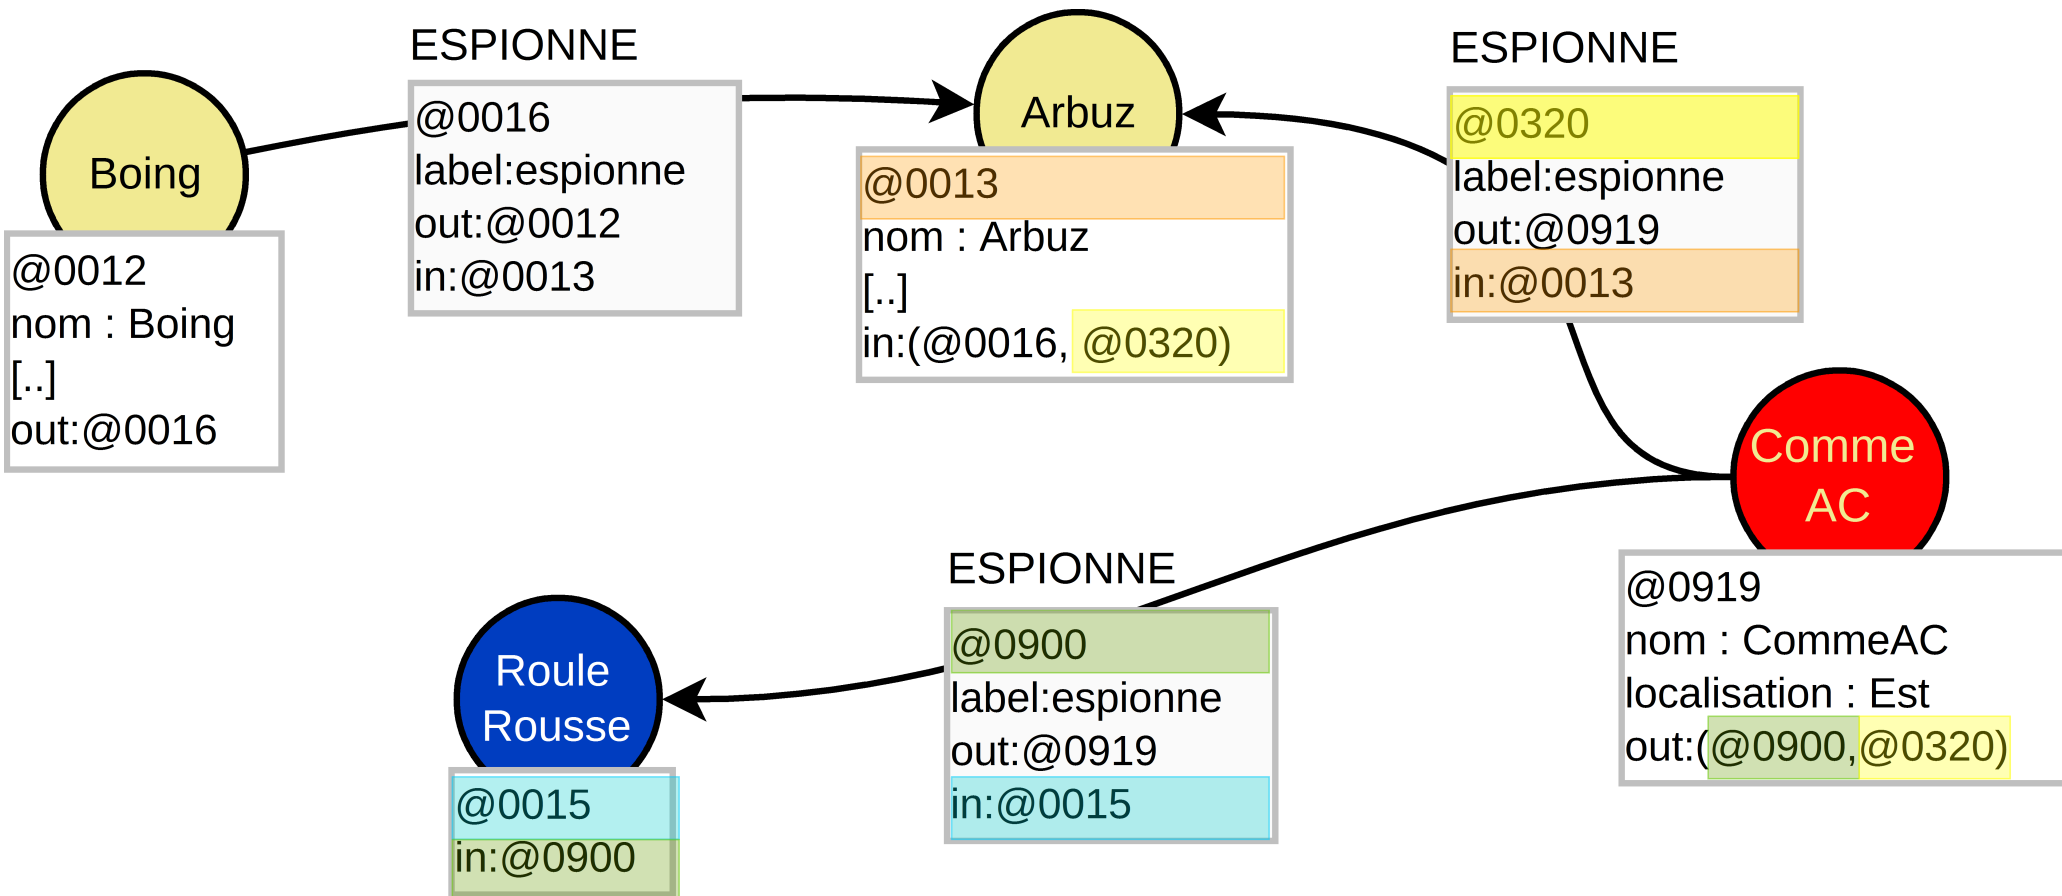 ESPIONNE
Boing
@0016
label:espionne
out:@0012
in:@0013
@0012
nom : Boing
[..]
out:@0016
Arbuz
@0013
nom : Arbuz
[..]
in:(@0016, @0320)
ESPIONNE
@0320
label:espionne
out:@0919
in:@0013
Comme
AC
@0919
nom : CommeAC
localisation : Est
out:(@0900,@0320)
ESPIONNE
@0900
label:espionne
out:@0919
in:@0015
Roule
Rousse
@0015
in:@0900